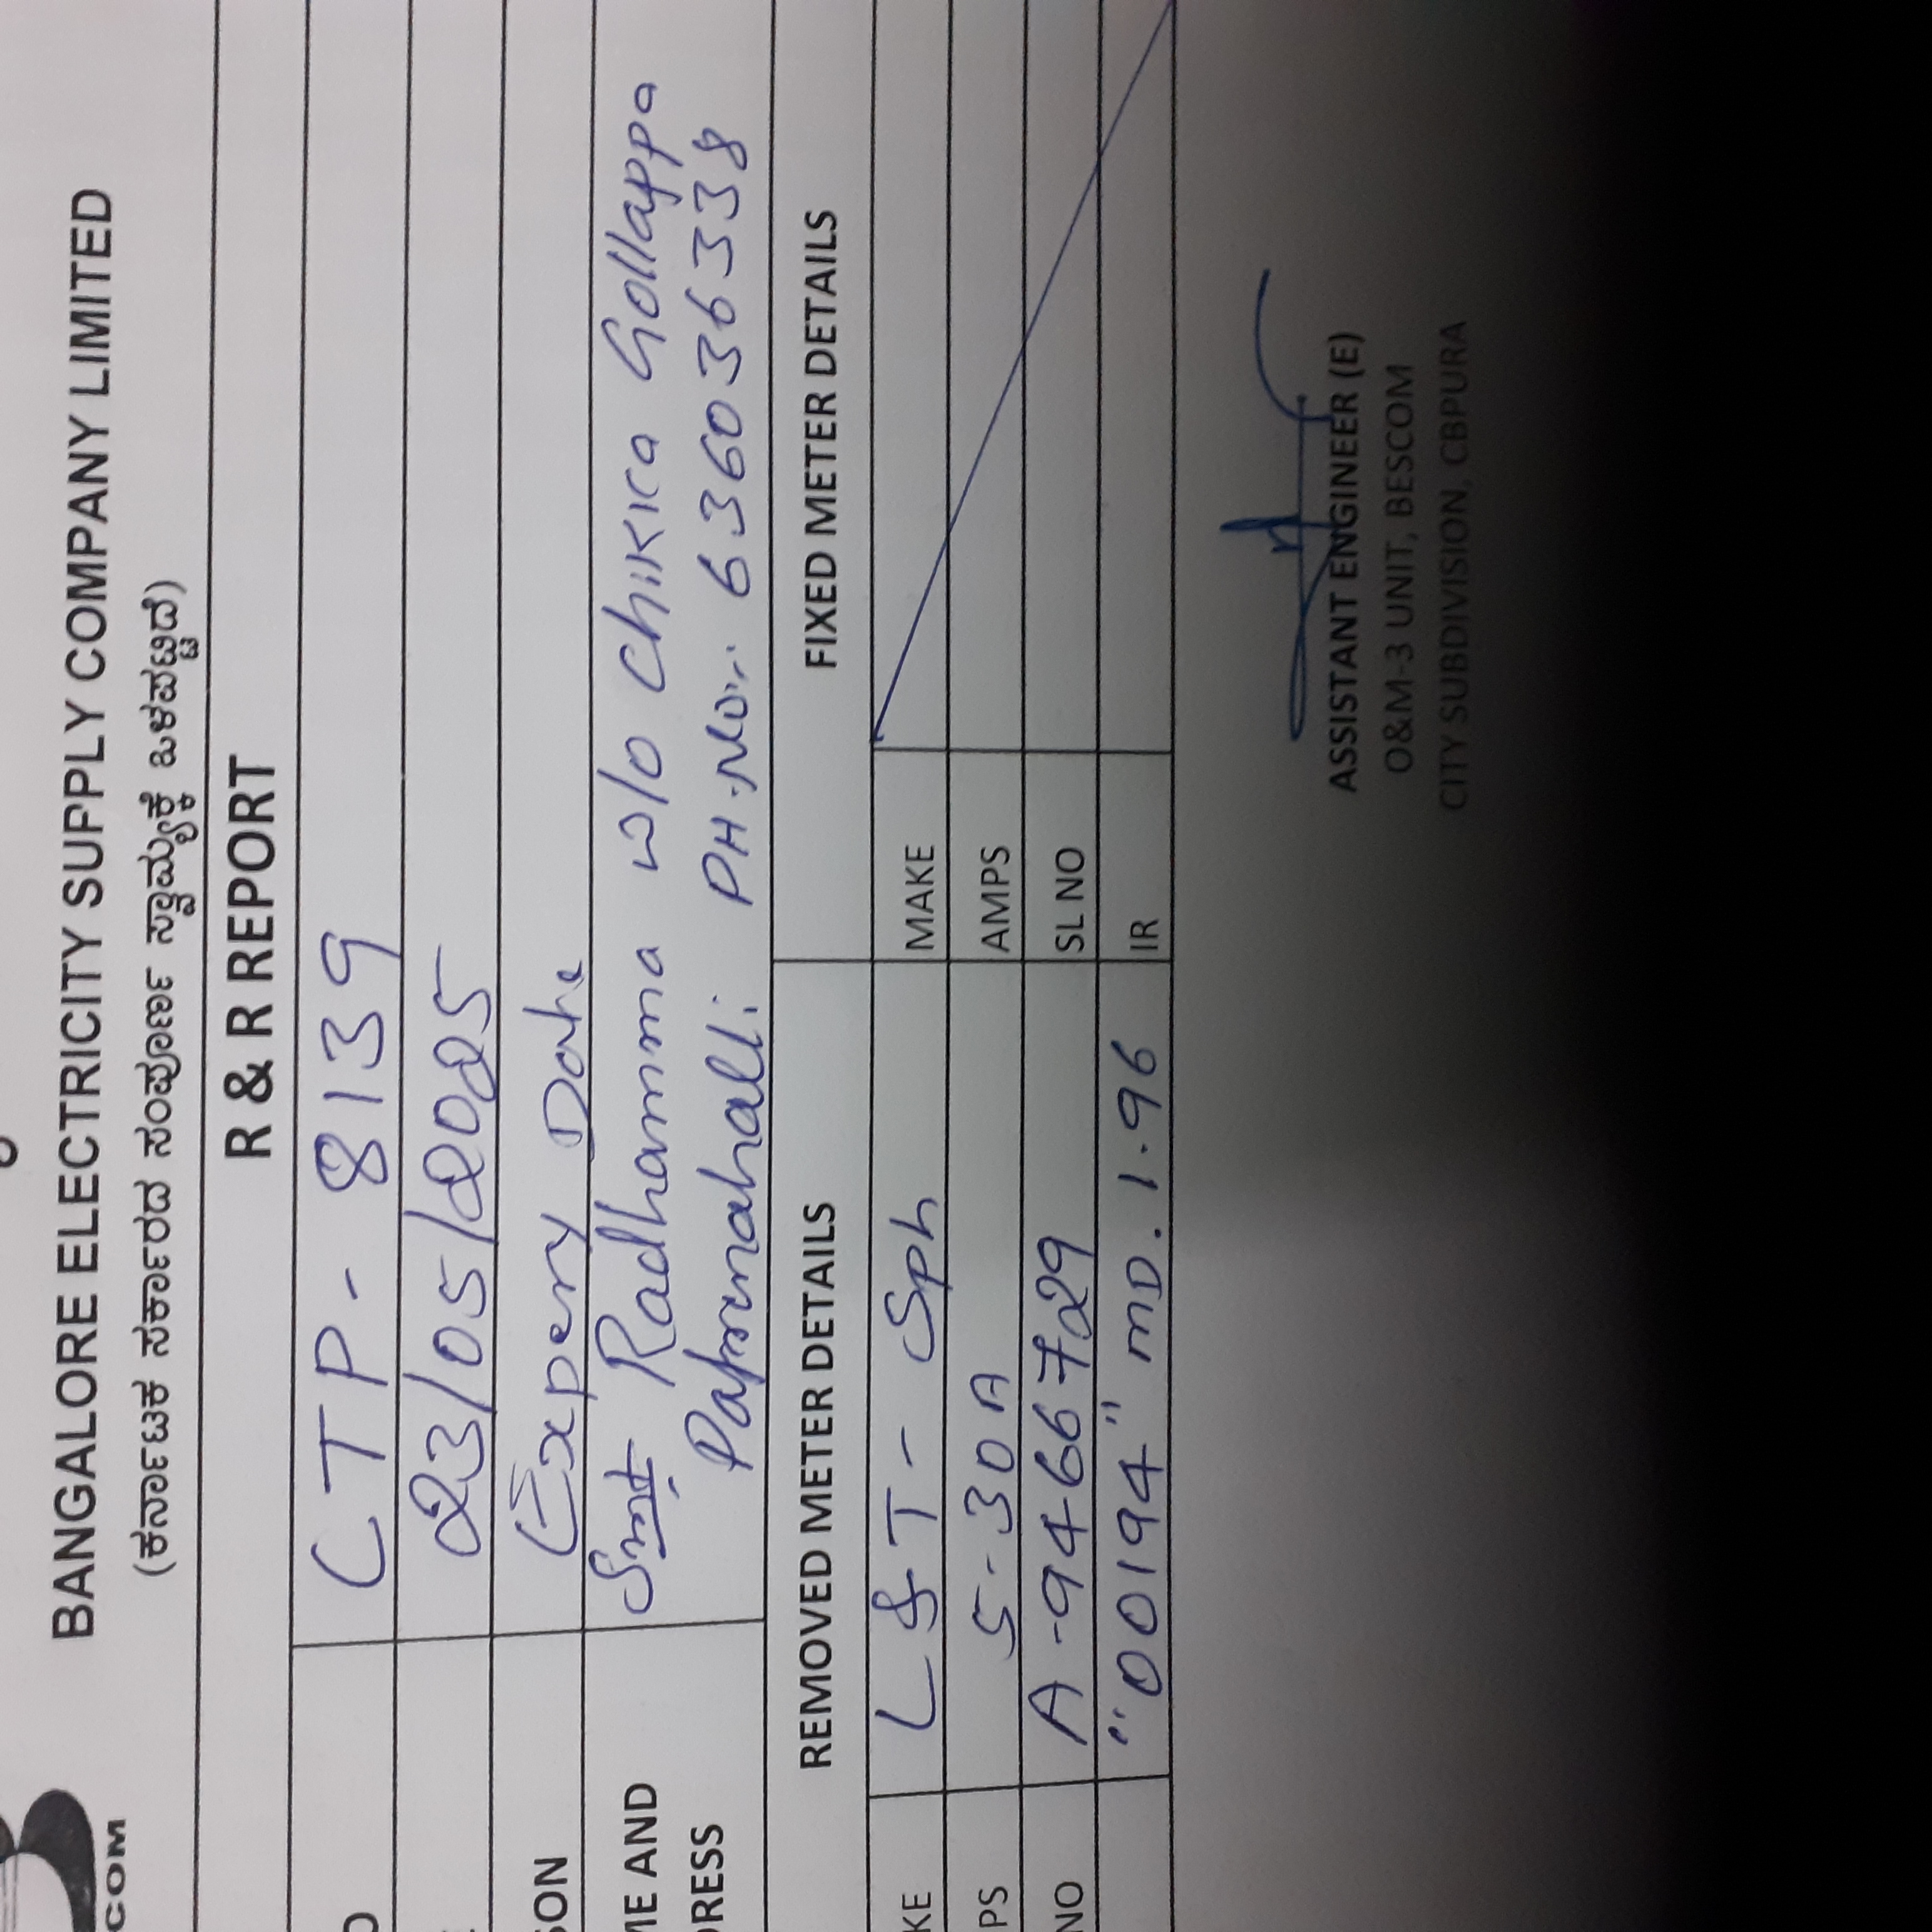 BANGALORE ELECTRICITY SUPPLY COMPANY LIMITED
(ಕರ್ನಾಟಕ ಸರ್ಕಾರದ ಸಂಪೂರ್ಣ ಸ್ವಾಮ್ಯಕ್ಕೆ ಒಳಪಟ್ಟಿದೆ)
COM
R & R REPORT
CTP - 8139
23/05/2025
SON Expery Date
ME AND Smt Radhamma w/o Chikka Gollappa
DRESS PH.No:- 6360363338
REMOVED METER DETAILS FIXED METER DETAILS
KE L&T - Sph MAKE
PS 5-30A AMPS
NO A-9466729 SL NO
"00194" MD. 1.96 IR
ASSISTANT ENGINEER (E)
O&M-3 UNIT, BESCOM
CITY SUBDIVISION, CBPURA